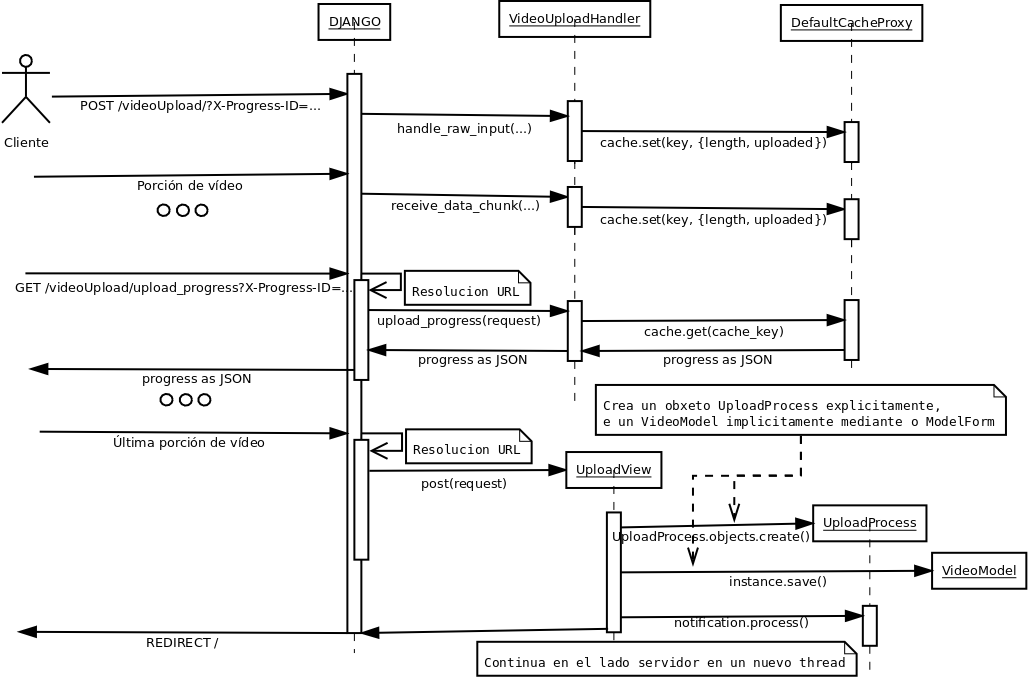 DJANGO
VideoUploadHandler
DefaultCacheProxy
POST /videoUpload/?X-Progress-ID=...
Cliente
handle_raw_input(...)
cache.set(key, {length, uploaded})
Porción de vídeo
receive_data_chunk(...)
cache.set(key, {length, uploaded})
GET /videoUpload/upload_progress?X-Progress-ID=...
Resolucion URL
upload_progress(request)
cache.get(cache_key)
progress as JSON
progress as JSON
progress as JSON
Crea un obxeto UploadProcess explicitamente,
e un VideoModel implicitamente mediante o ModelForm
Última porción de vídeo
Resolucion URL
post(request)
UploadView
UploadProcess
UploadProcess.objects.create()
VideoModel
instance.save()
notification.process()
REDIRECT /
Continua en el lado servidor en un nuevo thread